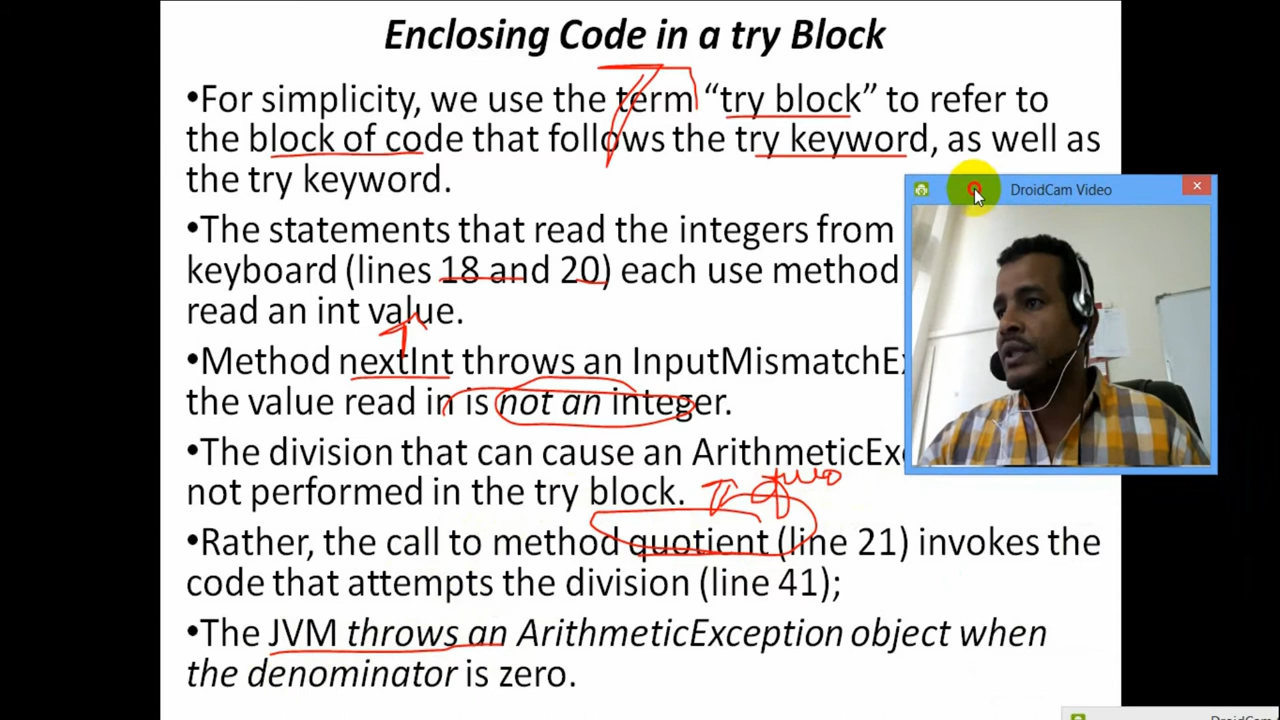 Enclosing Code in a try Block
•For simplicity, we use the term “try block” to refer to
the block of code that follows the try keyword, as well as
the try keyword.
•The statements that read the integers from
keyboard (lines 18 and 20) each use method
read an int value.
•Method nextInt throws an InputMismatchEx
the value read in is not an integer.
•The division that can cause an ArithmeticEx
not performed in the try block.
•Rather, the call to method quotient (line 21) invokes the
code that attempts the division (line 41);
•The JVM throws an ArithmeticException object when
the denominator is zero.
DroidCam Video